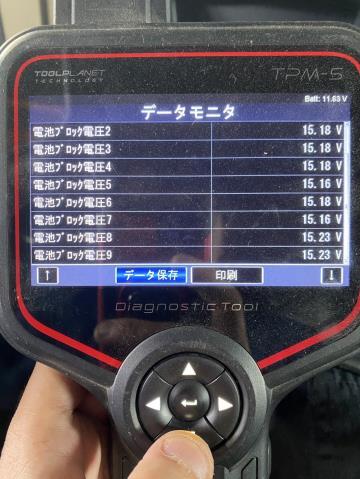 TOOLPLANET
TECHNOLOGY
TPM-5
Batt: 11.63 V
データモニタ
電池ﾌﾞﾛｯｸ電圧2 15.18 V
電池ﾌﾞﾛｯｸ電圧3 15.18 V
電池ﾌﾞﾛｯｸ電圧4 15.18 V
電池ﾌﾞﾛｯｸ電圧5 15.16 V
電池ﾌﾞﾛｯｸ電圧6 15.18 V
電池ﾌﾞﾛｯｸ電圧7 15.16 V
電池ﾌﾞﾛｯｸ電圧8 15.23 V
電池ﾌﾞﾛｯｸ電圧9 15.23 V
↑ データ保存 印刷 ↓
Diagnostic Tool